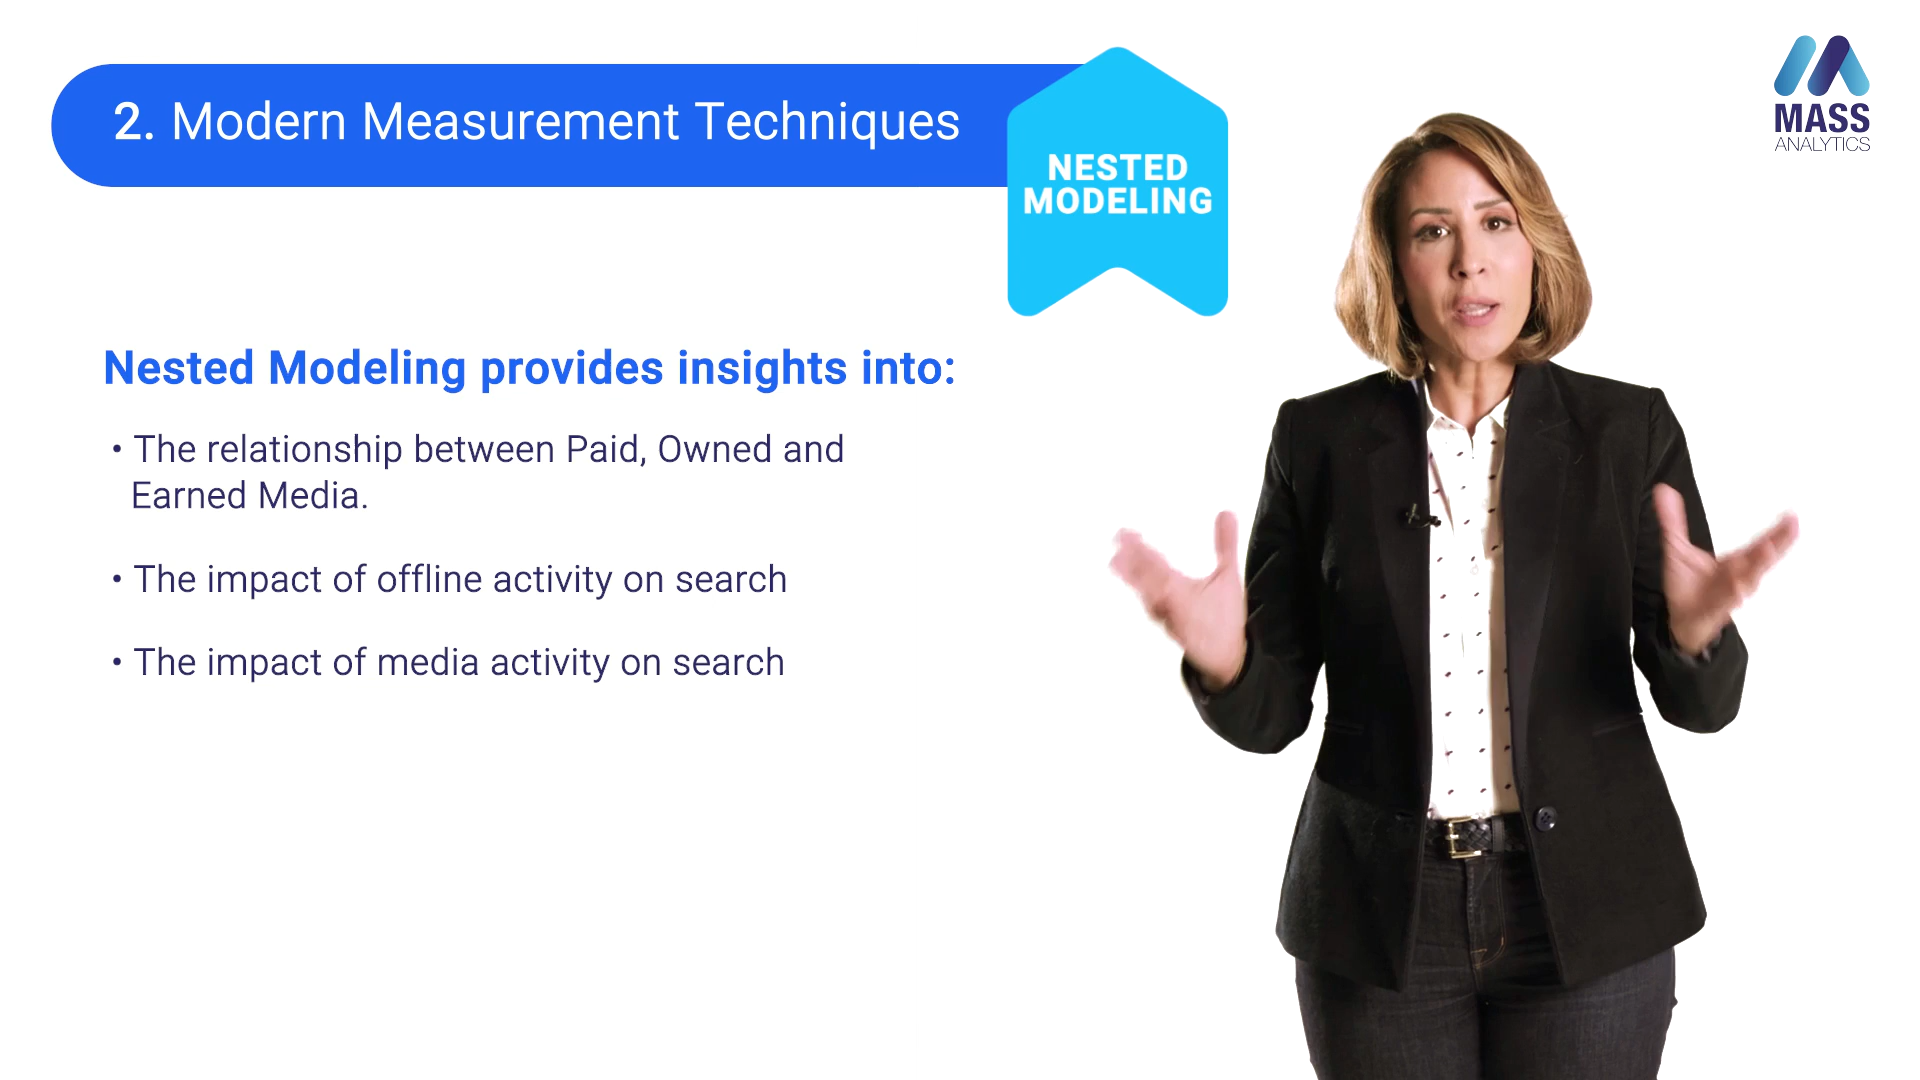 2. Modern Measurement Techniques
NESTED
MODELING
MASS
ANALYTICS
Nested Modeling provides insights into:
• The relationship between Paid, Owned and
Earned Media.
• The impact of offline activity on search
• The impact of media activity on search